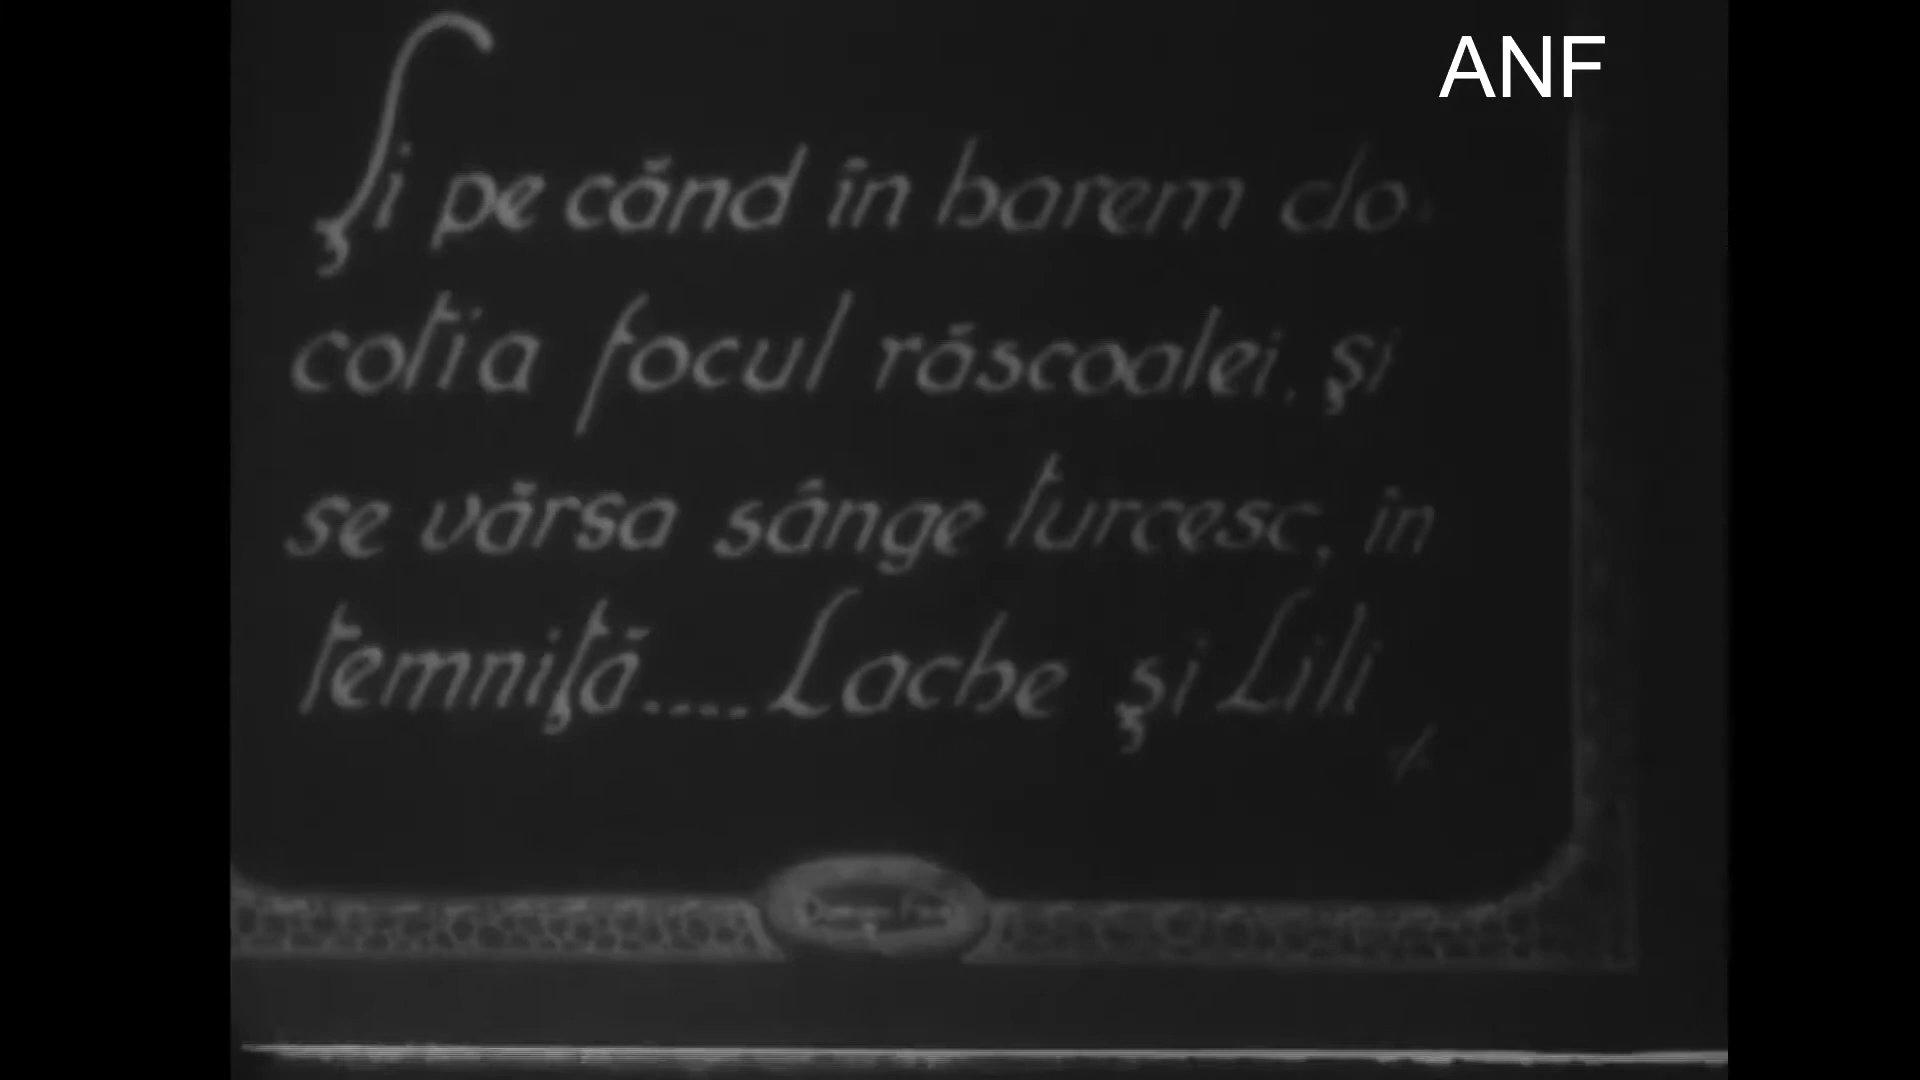 ANF
Şi pe când în harem clo-
cotia focul răscoalei, şi
se vărsa sânge turcesc, în
temniţă.... Lache şi Lili